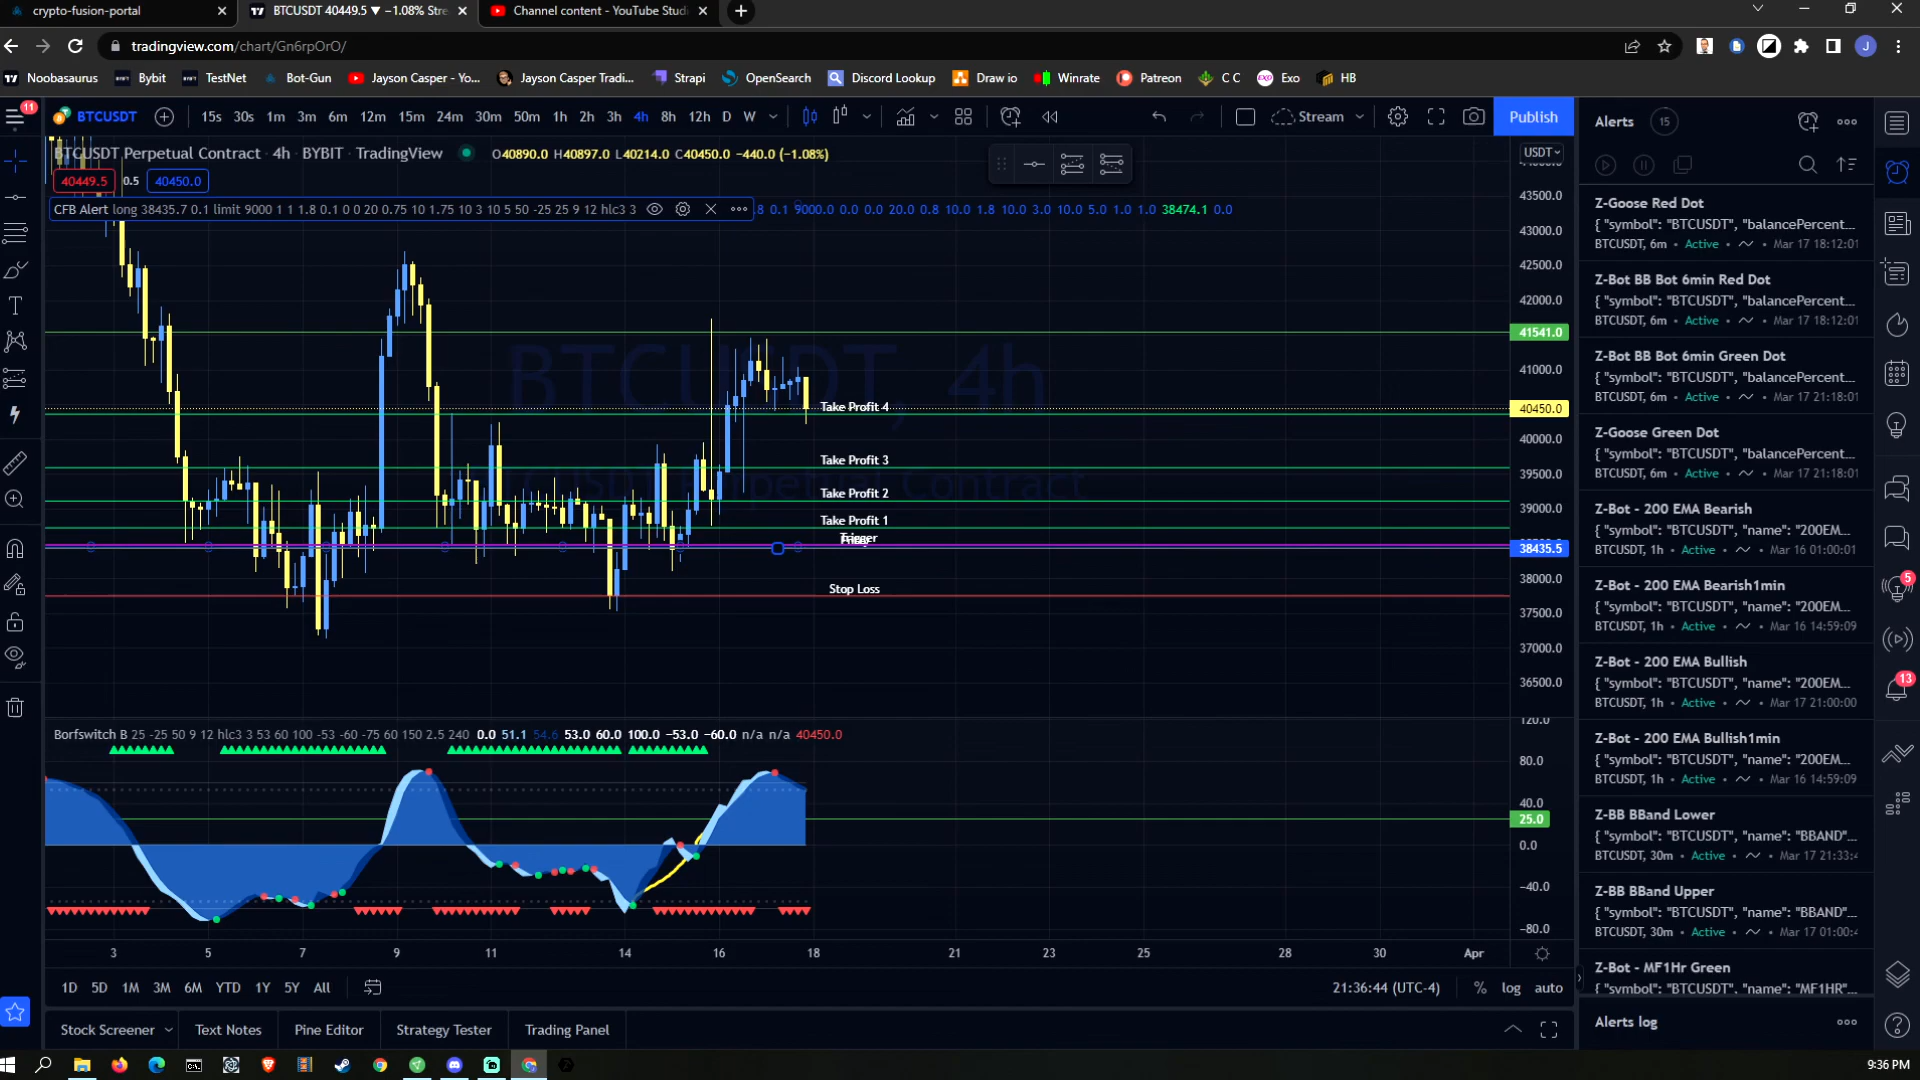 crypto-fusion-portal
BTCUSDT 40449.5 ▼ −1.08% Stre
Channel content - YouTube Studi
tradingview.com/chart/Gn6rpOrO/
Noobasaurus Bybit TestNet Bot-Gun Jayson Casper - Yo... Jayson Casper Tradi... Strapi OpenSearch Discord Lookup Draw io Winrate Patreon C C Exo HB
11
BTCUSDT 15s 30s 1m 3m 6m 12m 15m 24m 30m 50m 1h 2h 3h 4h 8h 12h D W Stream Publish
BTCUSDT Perpetual Contract · 4h · BYBIT · TradingView O40890.0 H40897.0 L40214.0 C40450.0 −440.0 (−1.08%)
40449.5 0.5 40450.0
CFB Alert long 38435.7 0.1 limit 9000 1 1 1.8 0.1 0 0 20 0.75 10 1.75 10 3 10 5 50 -25 25 9 12 hlc3 3 .8 0.1 9000.0 0.0 0.0 20.0 0.8 10.0 1.8 10.0 3.0 10.0 5.0 1.0 1.0 38474.1 0.0
BTCUSDT, 4h
USDT
43500.0
43000.0
42500.0
42000.0
41541.0
41000.0
40450.0
40000.0
39500.0
39000.0
38435.5
38000.0
37500.0
37000.0
36500.0
Take Profit 4
Take Profit 3
Take Profit 2
Take Profit 1
Trigger
Stop Loss
Borfswitch B 25 -25 50 9 12 hlc3 3 53 60 100 -53 -60 -75 60 150 2.5 240 0.0 51.1 54.6 53.0 60.0 100.0 −53.0 −60.0 n/a n/a 40450.0
120.0
80.0
40.0
25.0
0.0
−40.0
−80.0
3 5 7 9 11 14 16 18 21 23 25 28 30 Apr
1D 5D 1M 3M 6M YTD 1Y 5Y All
21:36:44 (UTC-4) % log auto
Stock Screener Text Notes Pine Editor Strategy Tester Trading Panel
Alerts 15
Z-Goose Red Dot
{ "symbol": "BTCUSDT", "balancePercent...
BTCUSDT, 6m • Active • Mar 17 18:12:01
Z-Bot BB Bot 6min Red Dot
{ "symbol": "BTCUSDT", "balancePercent...
BTCUSDT, 6m • Active • Mar 17 18:12:01
Z-Bot BB Bot 6min Green Dot
{ "symbol": "BTCUSDT", "balancePercent...
BTCUSDT, 6m • Active • Mar 17 21:18:01
Z-Goose Green Dot
{ "symbol": "BTCUSDT", "balancePercent...
BTCUSDT, 6m • Active • Mar 17 21:18:01
Z-Bot - 200 EMA Bearish
{ "symbol": "BTCUSDT", "name": "200EM...
BTCUSDT, 1h • Active • Mar 16 01:00:01
Z-Bot - 200 EMA Bearish1min
{ "symbol": "BTCUSDT", "name": "200EM...
BTCUSDT, 1h • Active • Mar 16 14:59:09
Z-Bot - 200 EMA Bullish
{ "symbol": "BTCUSDT", "name": "200EM...
BTCUSDT, 1h • Active • Mar 17 21:00:00
Z-Bot - 200 EMA Bullish1min
{ "symbol": "BTCUSDT", "name": "200EM...
BTCUSDT, 1h • Active • Mar 16 14:59:09
Z-BB BBand Lower
{ "symbol": "BTCUSDT", "name": "BBAND"...
BTCUSDT, 30m • Active • Mar 17 21:33:4
Z-BB BBand Upper
{ "symbol": "BTCUSDT", "name": "BBAND"...
BTCUSDT, 30m • Active • Mar 17 01:00:4
Z-Bot - MF1Hr Green
{ "symbol": "BTCUSDT", "name": "MF1HR"...
Alerts log
5
13
9:36 PM